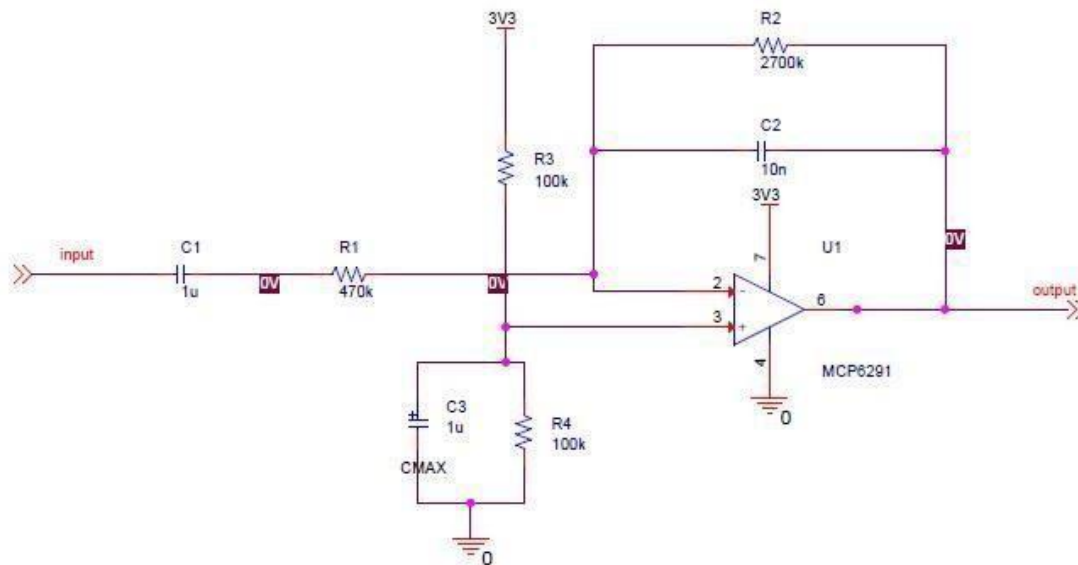 3V3
R2
2700k
C2
10n
R3
100k
3V3
7
U1
input
C1
1u
0V
R1
470k
0V
0V
2
-
3
+
6
output
4
MCP6291
0
C3
1u
CMAX
R4
100k
0